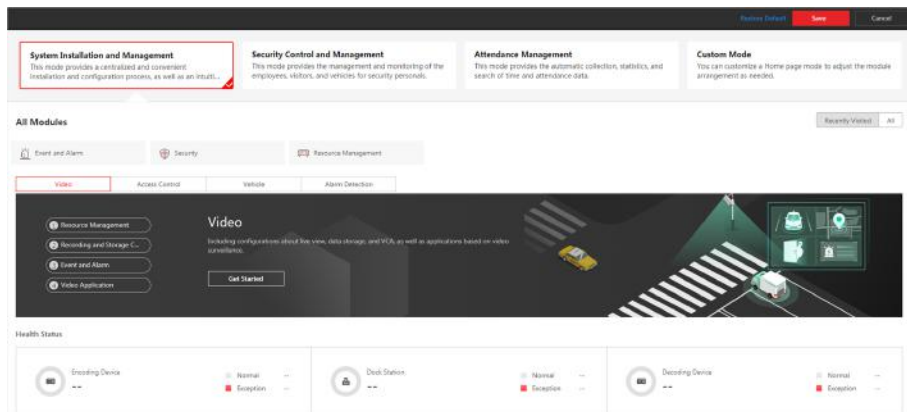 Restore Default Save Cancel
System Installation and Management
This mode provides a centralized and convenient
installation and configuration process, as well as an intuiti...
Security Control and Management
This mode provides the management and monitoring of the
employees, visitors, and vehicles for security personals.
Attendance Management
This mode provides the automatic collection, statistics, and
search of time and attendance data.
Custom Mode
You can customize a Home page mode to adjust the module
arrangement as needed.
All Modules
Recently Visited All
Event and Alarm Security Resource Management
Video Access Control Vehicle Alarm Detection
1 Resource Management
2 Recording and Storage C...
3 Event and Alarm
4 Video Application
Video
Including configurations about live view, data storage, and VCA, as well as applications based on video
surveillance.
Get Started
Health Status
Encoding Device
--
Normal --
Exception --
Dock Station
--
Normal --
Exception --
Decoding Device
--
Normal --
Exception --